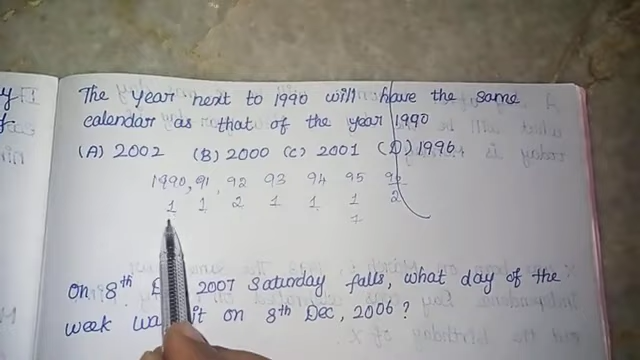 The year next to 1990 will have the same
calendar as that of the year 1990
(A) 2002 (B) 2000 (C) 2001 (D) 1996
1990, 91, 92 93 94 95 96
1 1 2 1 1 1 2
1
On 8th 2007 Saturday falls, what day of the
week it on 8th Dec, 2006?